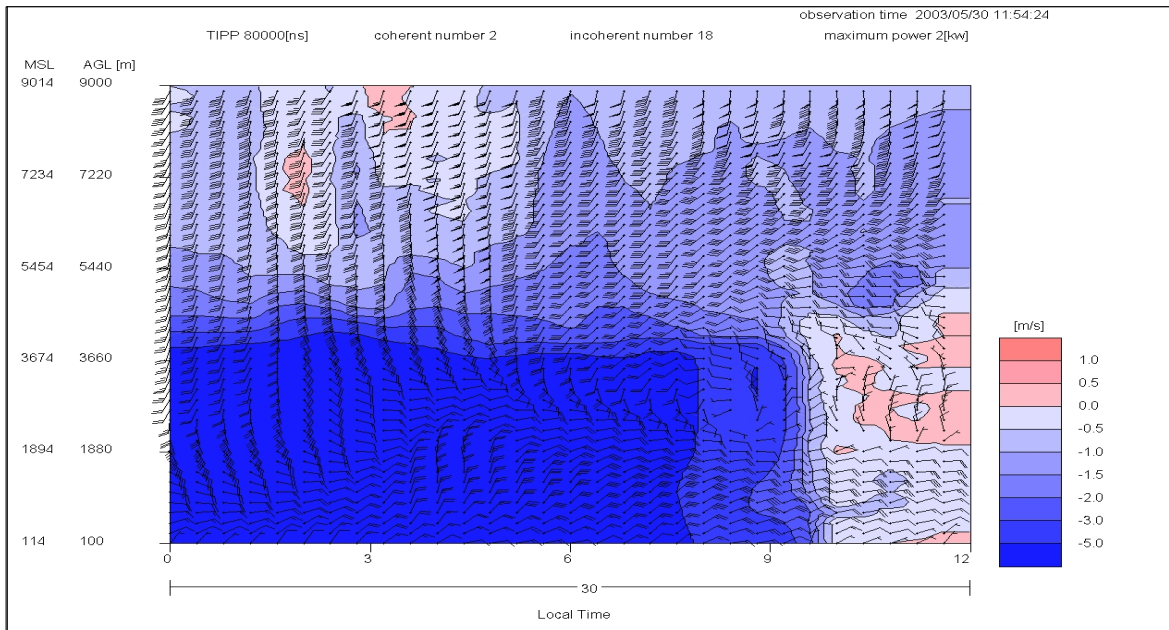 observation time 2003/05/30 11:54:24
TIPP 80000[ns] coherent number 2 incoherent number 18 maximum power 2[kw]
MSL AGL [m]
9014 9000
7234 7220
5454 5440
3674 3660
1894 1880
114 100
0 3 6 9 12
30
Local Time
[m/s]
1.0
0.5
0.0
-0.5
-1.0
-1.5
-2.0
-3.0
-5.0